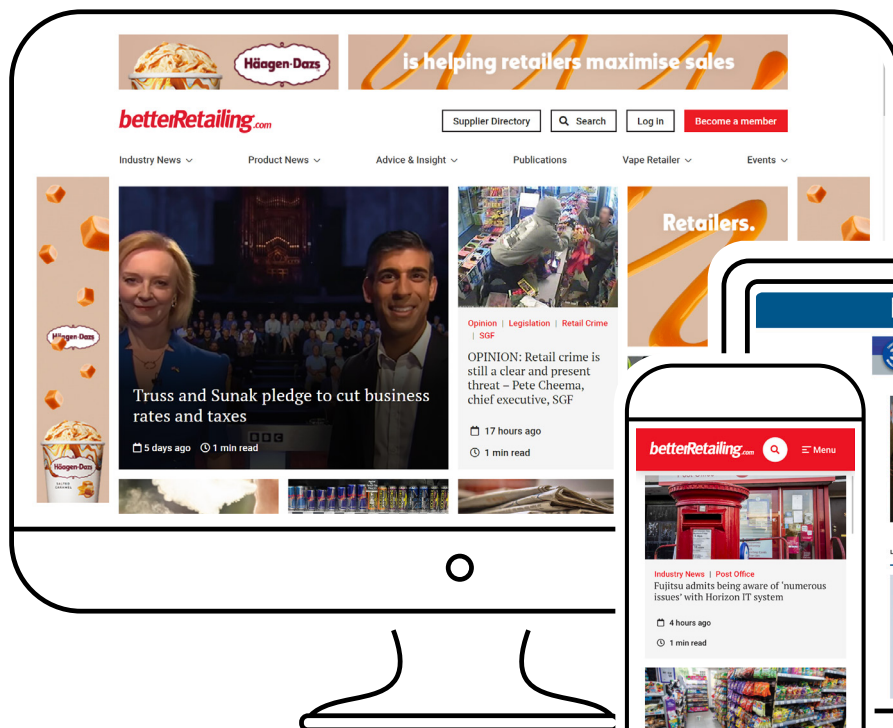 Häagen-Dazs
is helping retailers maximise sales
betterRetailing.com
Supplier Directory
Search
Log in
Become a member
Industry News
Product News
Advice & Insight
Publications
Vape Retailer
Events
Retailers.
Häagen-Dazs
Häagen-Dazs
SALTED
CARAMEL
BBC
Truss and Sunak pledge to cut business
rates and taxes
5 days ago 1 min read
Opinion | Legislation | Retail Crime
| SGF
OPINION: Retail crime is
still a clear and present
threat – Pete Cheema,
chief executive, SGF
17 hours ago
1 min read
betterRetailing.com
Menu
Industry News | Post Office
Fujitsu admits being aware of ‘numerous
issues’ with Horizon IT system
4 hours ago
1 min read